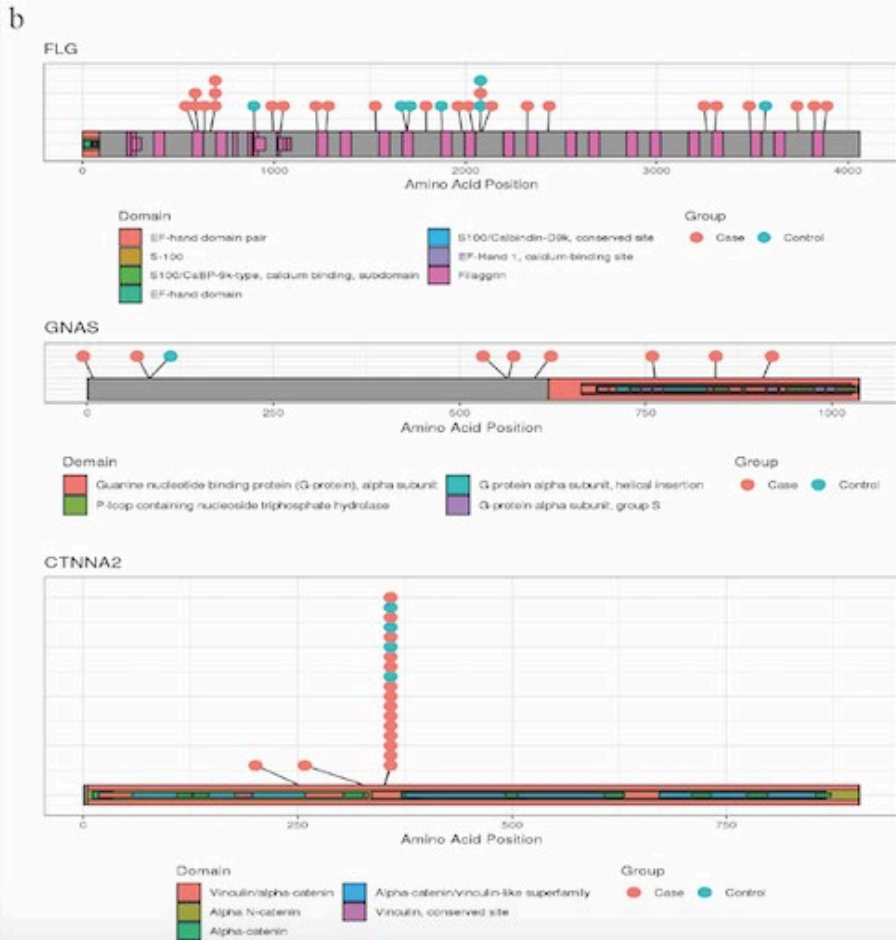 b
FLG
0 1000 2000 3000 4000
Amino Acid Position
Domain Group
EF-hand domain pair S100/Calbindin-D9k, conserved site Case Control
S-100 EF-Hand 1, calcium-binding site
S100/CaBP-9k-type, calcium binding, subdomain Filaggrin
EF-hand domain
GNAS
0 250 500 750 1000
Amino Acid Position
Domain Group
Guanine nucleotide binding protein (G-protein), alpha subunit G-protein alpha subunit, helical insertion Case Control
P-loop containing nucleoside triphosphate hydrolase G-protein alpha subunit, group S
CTNNA2
0 250 500 750
Amino Acid Position
Domain Group
Vinculin/alpha-catenin Alpha-catenin/vinculin-like superfamily Case Control
Alpha N-catenin Vinculin, conserved site
Alpha-catenin